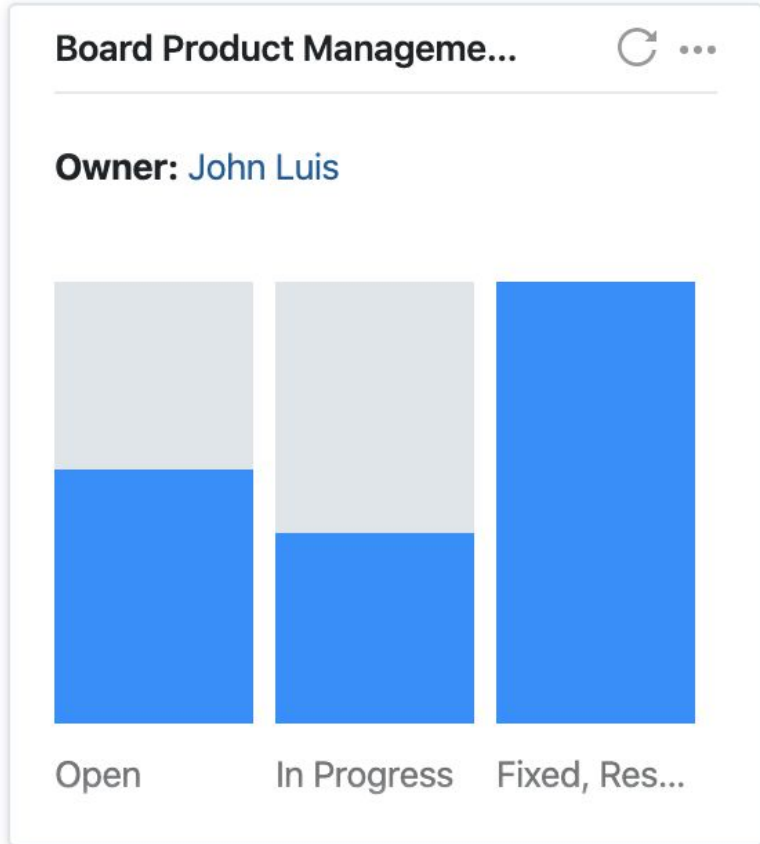 Board Product Manageme...
Owner: John Luis
Open
In Progress
Fixed, Res...